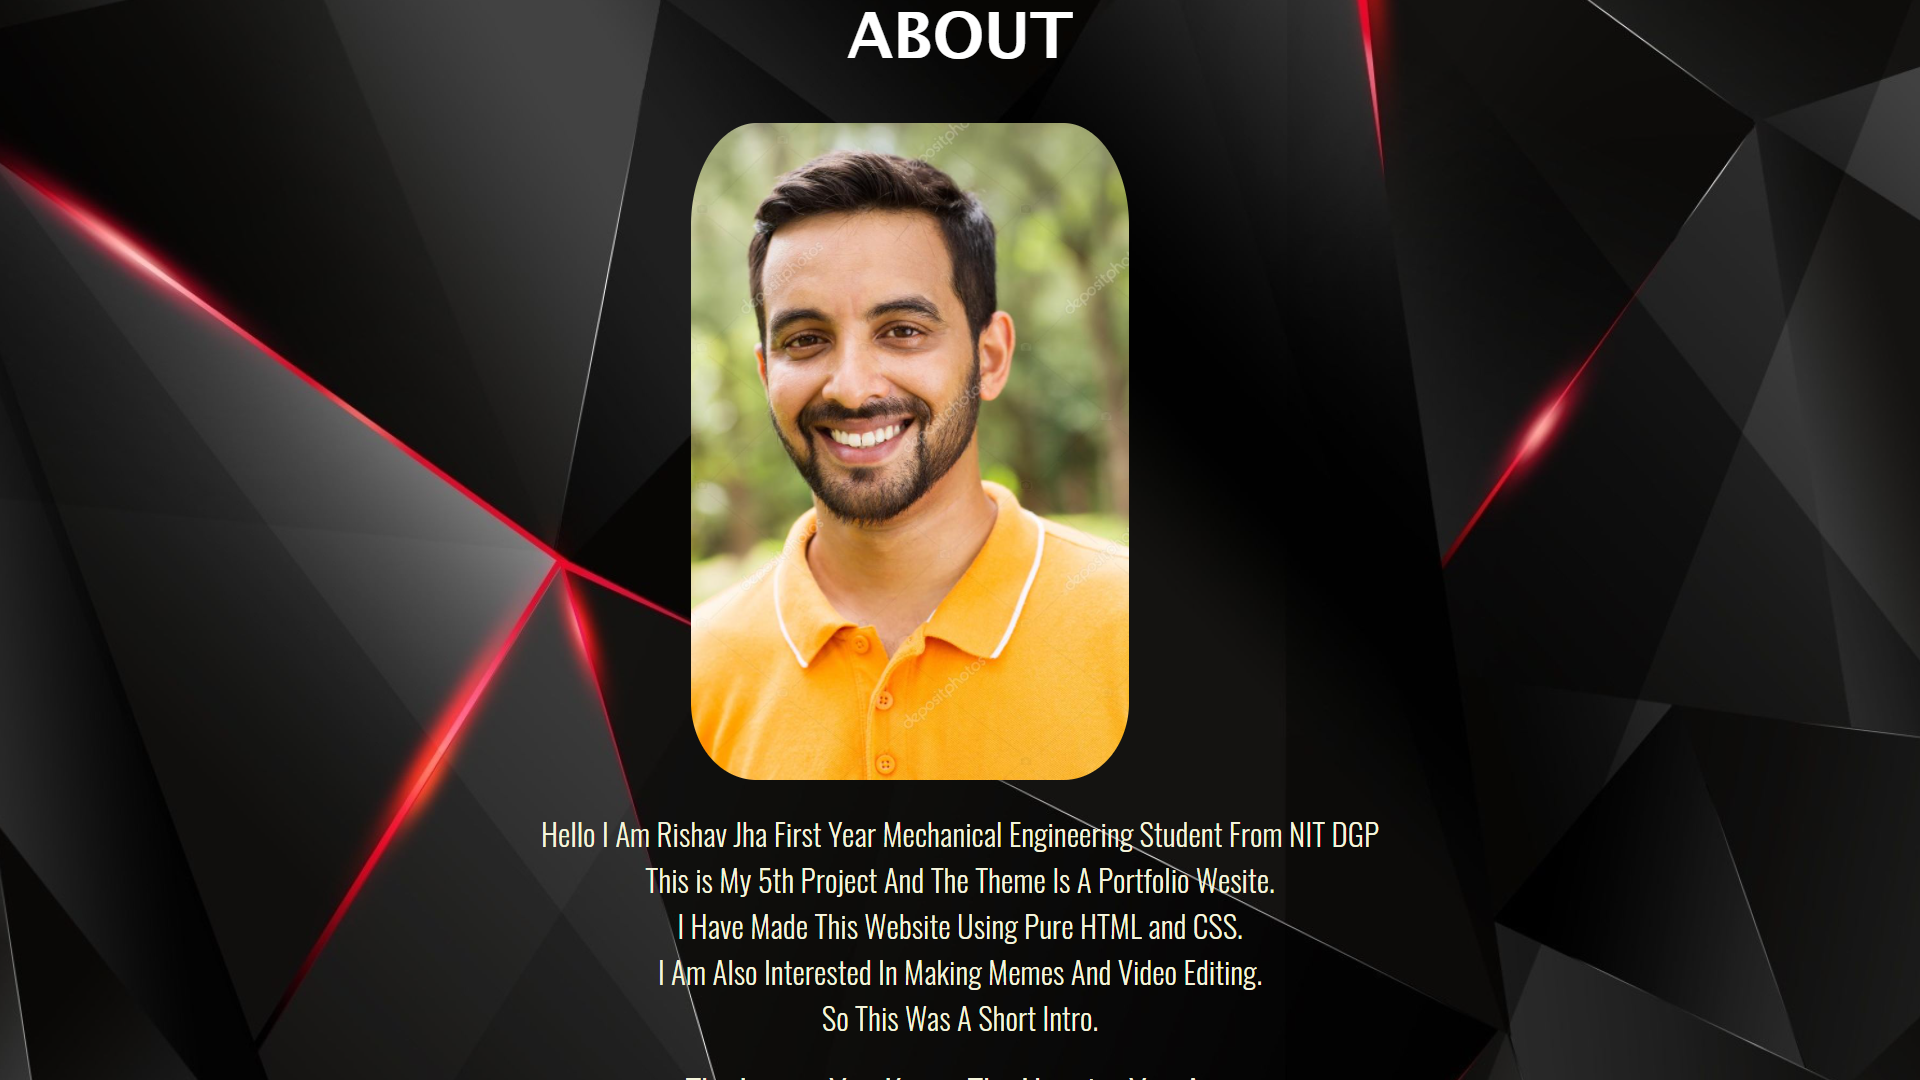 ABOUT
depositphotos
Hello I Am Rishav Jha First Year Mechanical Engineering Student From NIT DGP
This is My 5th Project And The Theme Is A Portfolio Wesite.
I Have Made This Website Using Pure HTML and CSS.
I Am Also Interested In Making Memes And Video Editing.
So This Was A Short Intro.